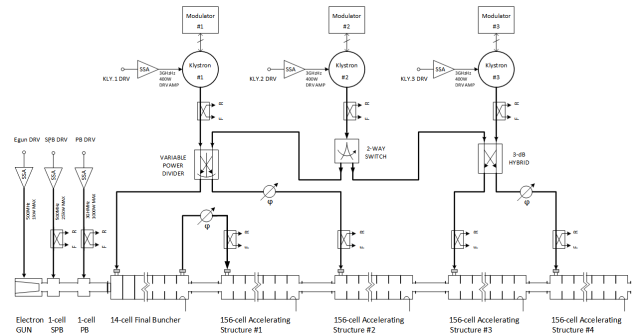 Modulator
#1
Modulator
#2
Modulator
#3
Klystron
#1
Klystron
#2
Klystron
#3
SSA
SSA
SSA
KLY.1 DRV
KLY.2 DRV
KLY.3 DRV
400W
DRV AMP
400W
DRV AMP
400W
DRV AMP
R
F
R
F
R
F
Egun DRV
SPB DRV
PB DRV
SSA
SSA
SSA
VARIABLE
POWER
DIVIDER
2-WAY
SWITCH
3-dB
HYBRID
φ
φ
φ
R
F
R
F
R
F
R
F
R
F
R
F
Electron
GUN
1-cell
SPB
1-cell
PB
14-cell Final Buncher
156-cell Accelerating
Structure #1
156-cell Accelerating
Structure #2
156-cell Accelerating
Structure #3
156-cell Accelerating
Structure #4